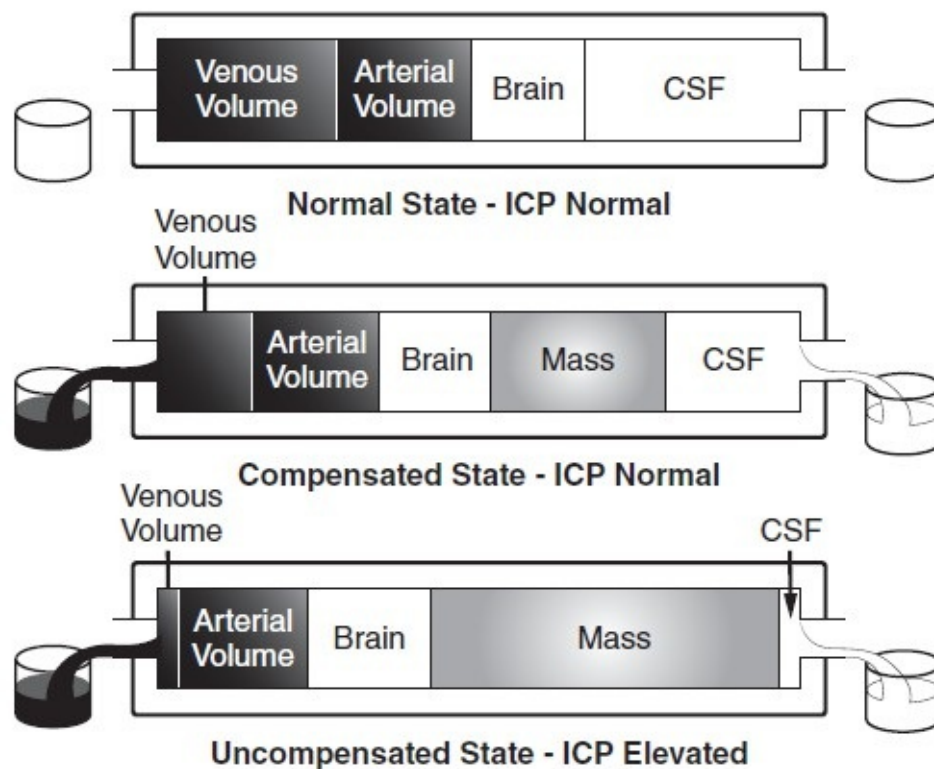 Venous
Volume
Arterial
Volume
Brain
CSF
Normal State - ICP Normal
Venous
Volume
Arterial
Volume
Brain
Mass
CSF
Compensated State - ICP Normal
Venous
Volume
CSF
Arterial
Volume
Brain
Mass
Uncompensated State - ICP Elevated